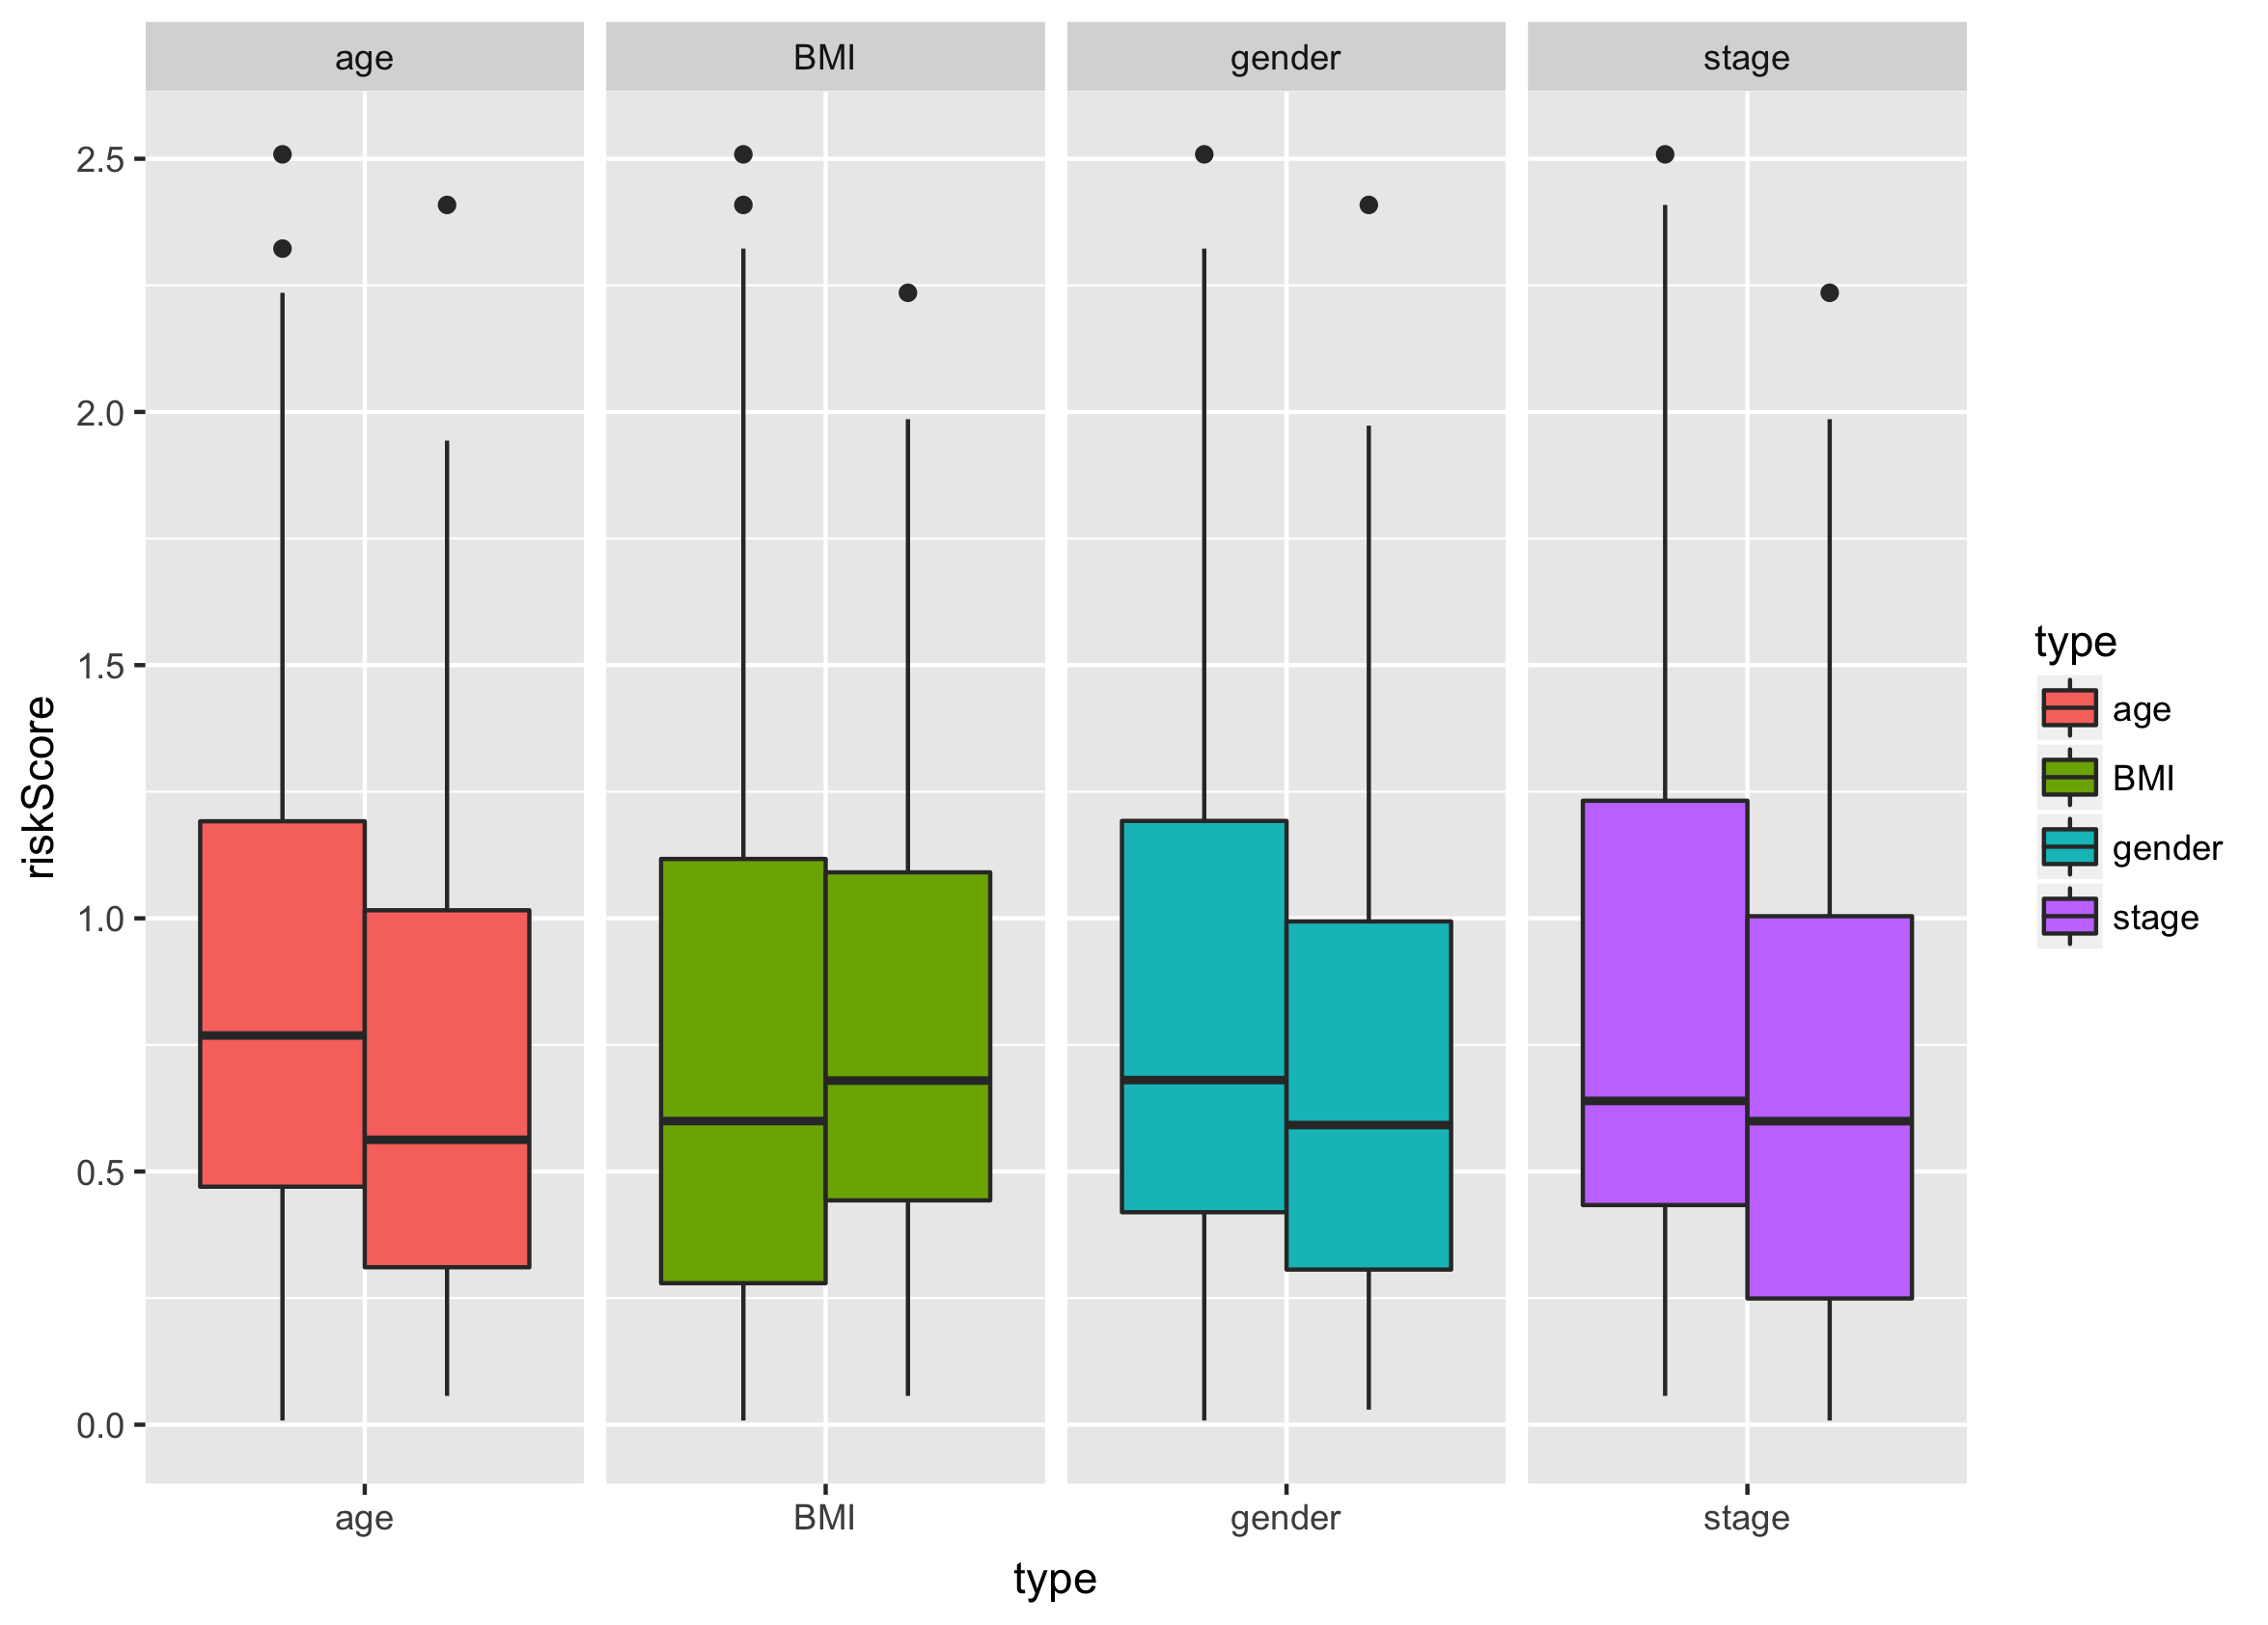 age BMI gender stage
riskScore
2.5
2.0
1.5
1.0
0.5
0.0
age BMI gender stage
type
type
age
BMI
gender
stage